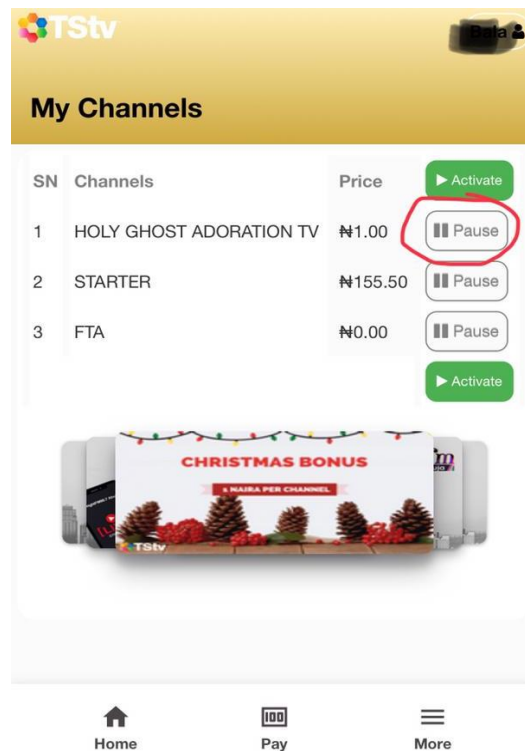 TStv
Bala
My Channels
SN Channels Price Activate
1 HOLY GHOST ADORATION TV ₦1.00 Pause
2 STARTER ₦155.50 Pause
3 FTA ₦0.00 Pause
Activate
CHRISTMAS BONUS
1 NAIRA PER CHANNEL
TStv
Home Pay More